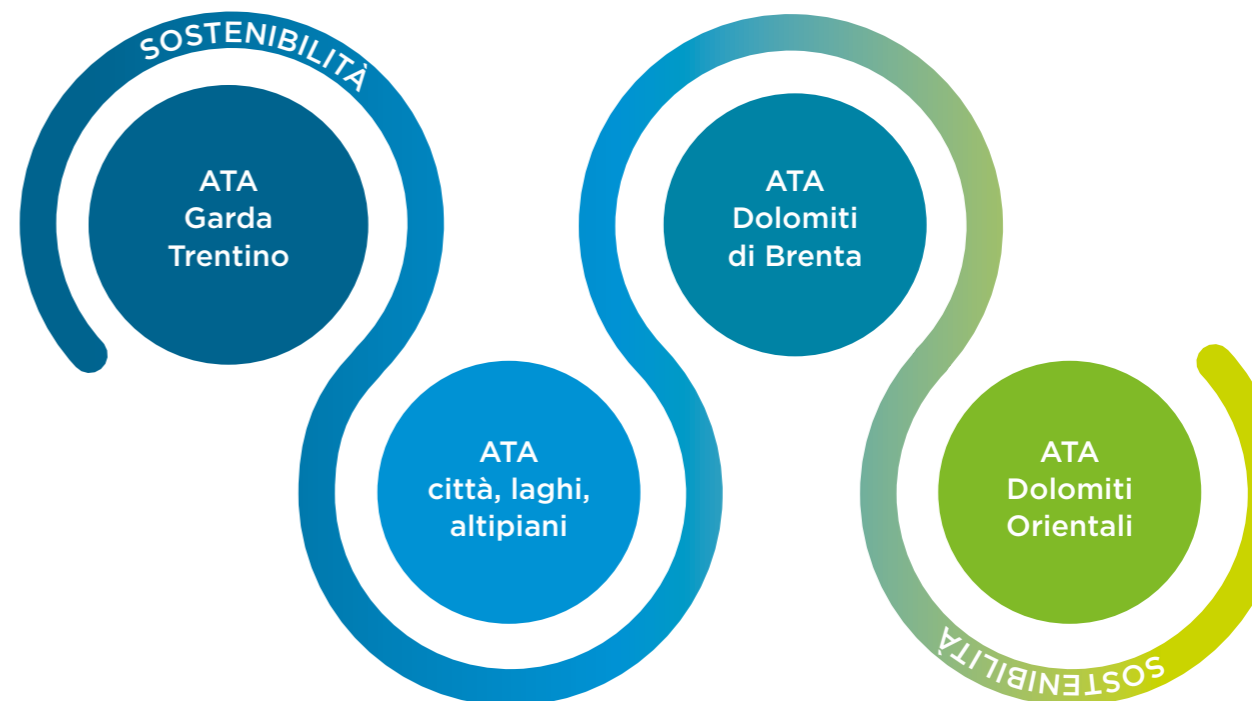 SOSTENIBILITÀ
ATA
Garda
Trentino
ATA
città, laghi,
altipiani
ATA
Dolomiti
di Brenta
ATA
Dolomiti
Orientali
SOSTENIBILITÀ